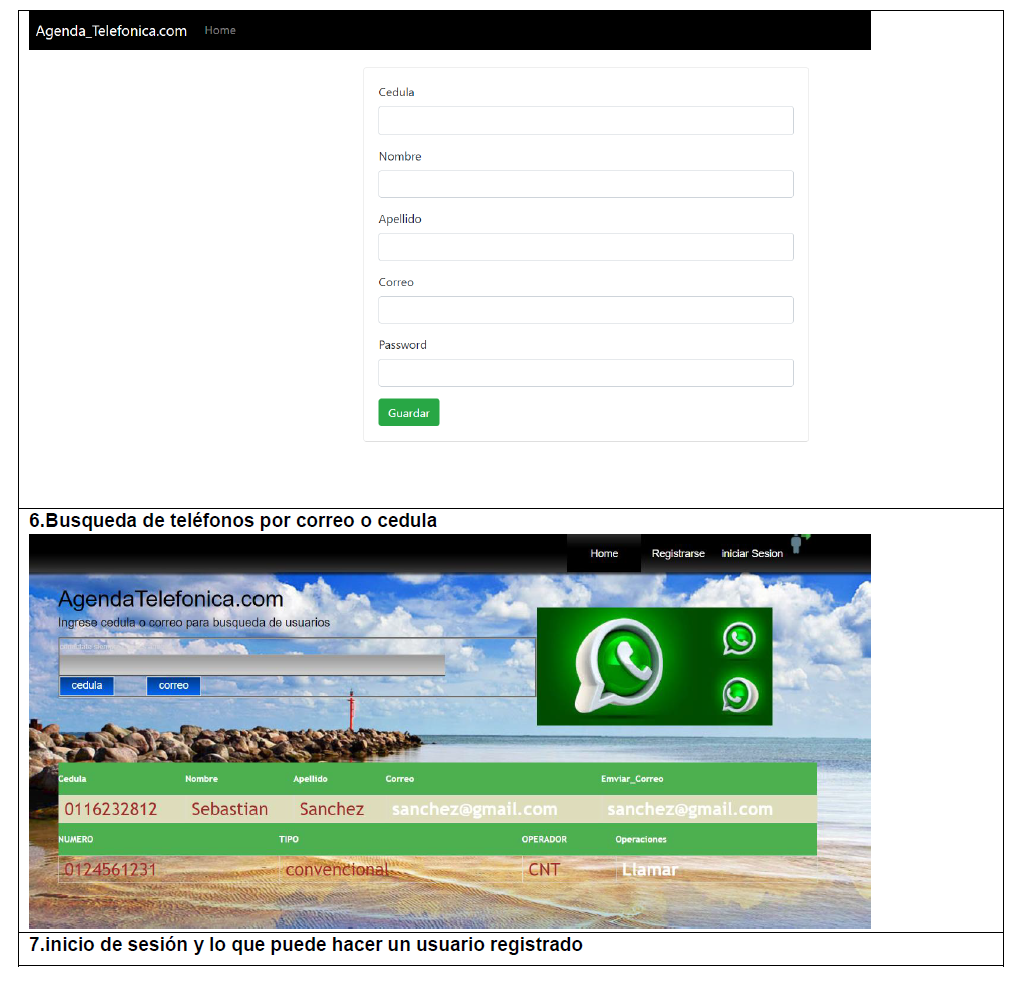 Agenda_Telefonica.com Home
Cedula
Nombre
Apellido
Correo
Password
Guardar
6.Busqueda de teléfonos por correo o cedula
Home Registrarse iniciar Sesion
AgendaTelefonica.com
Ingrese cedula o correo para busqueda de usuarios
cedula correo
Cedula Nombre Apellido Correo Emviar_Correo
0116232812 Sebastian Sanchez sanchez@gmail.com sanchez@gmail.com
NUMERO TIPO OPERADOR Operaciones
0124561231 convencional CNT Llamar
7.inicio de sesión y lo que puede hacer un usuario registrado